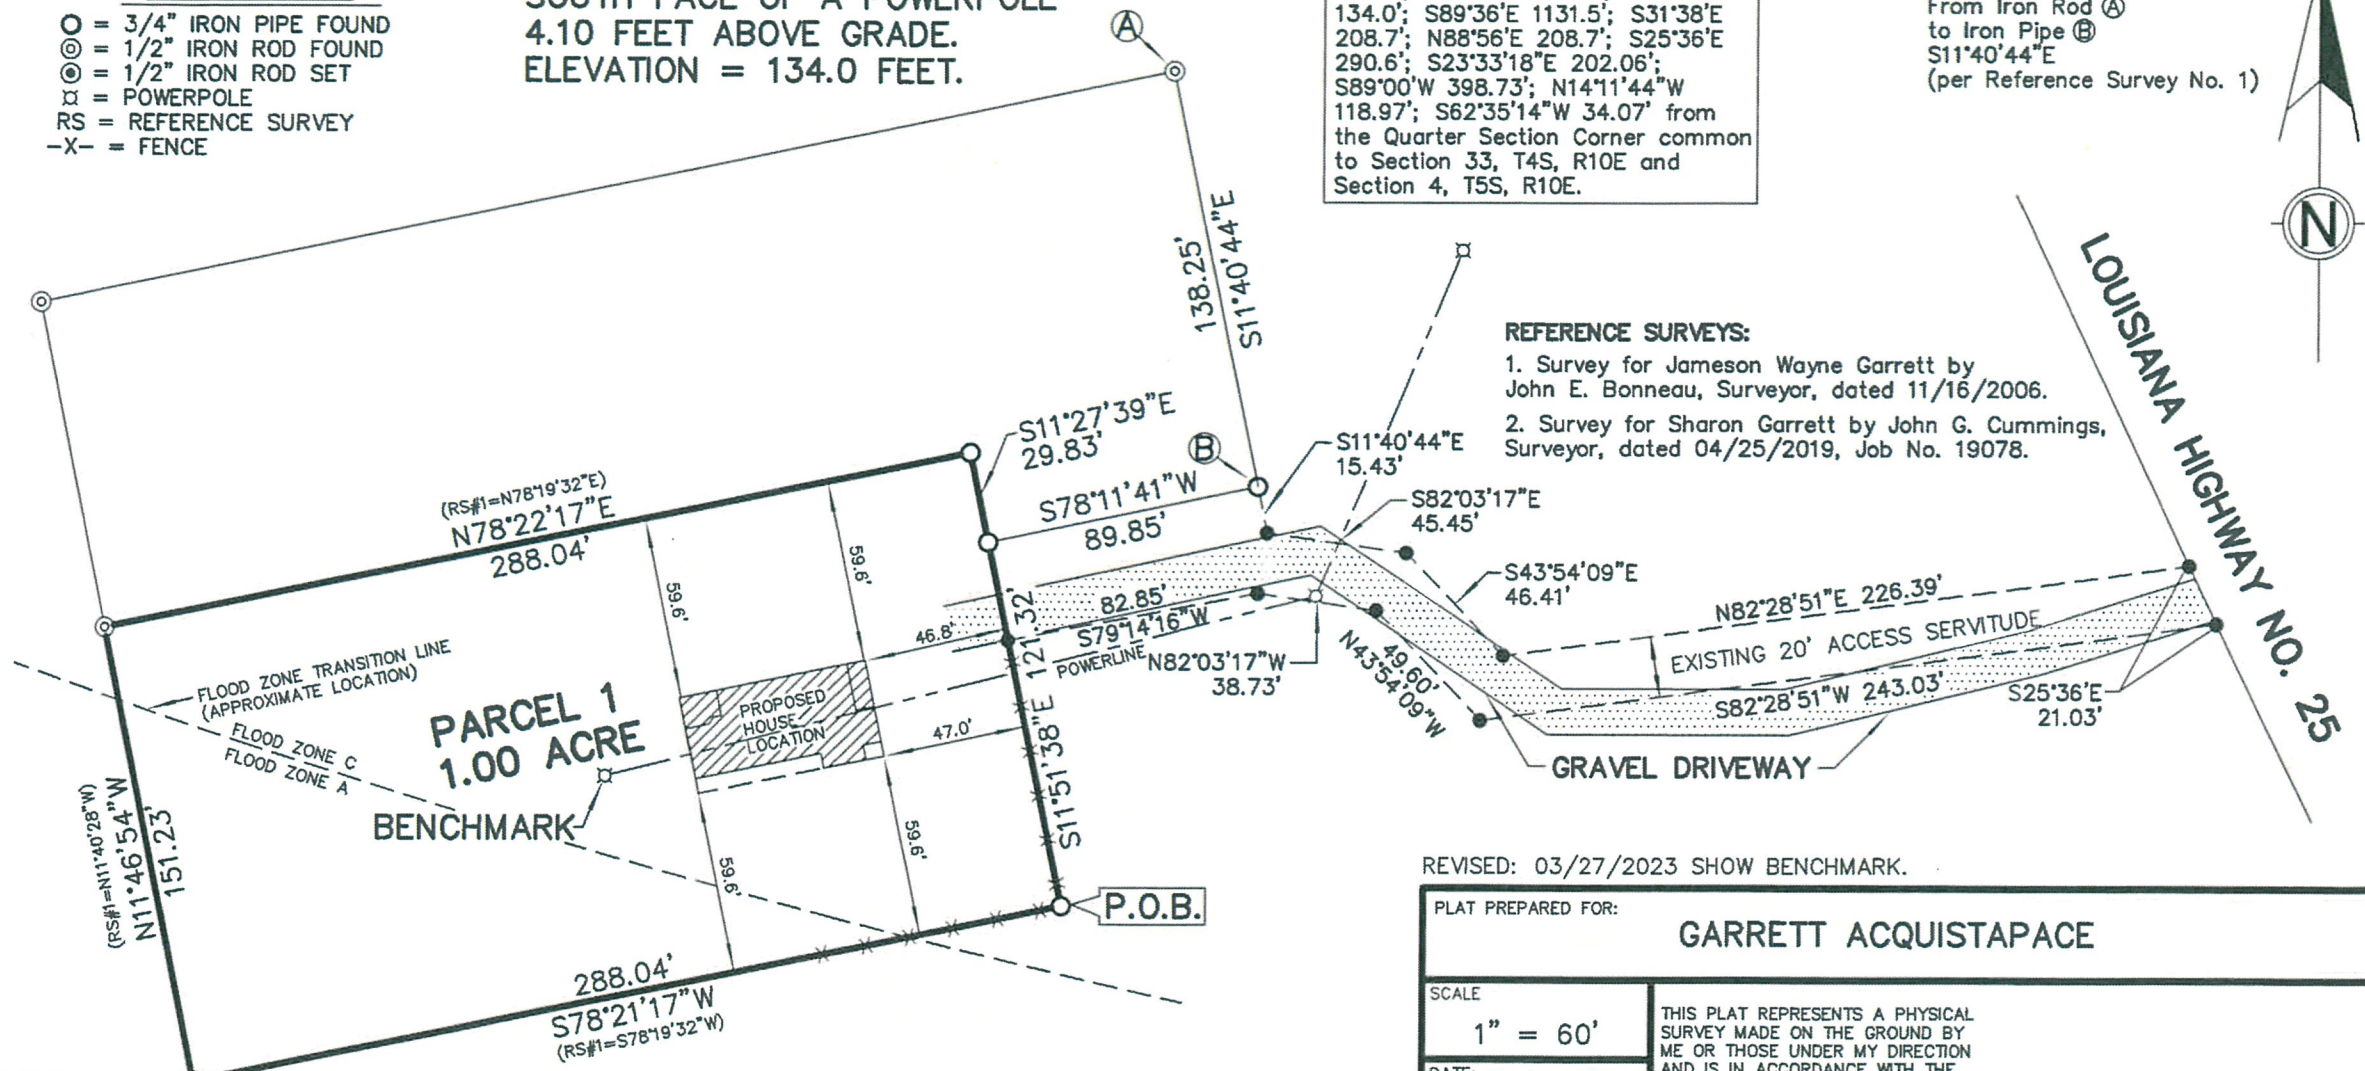 O = 3/4" IRON PIPE FOUND
◎ = 1/2" IRON ROD FOUND
◉ = 1/2" IRON ROD SET
¤ = POWERPOLE
RS = REFERENCE SURVEY
-X- = FENCE
SOUTH FACE OF A POWERPOLE
4.10 FEET ABOVE GRADE.
ELEVATION = 134.0 FEET.
A
134.0'; S89°36'E 1131.5'; S31°38'E
208.7'; N88°56'E 208.7'; S25°36'E
290.6'; S23°33'18"E 202.06';
S89°00'W 398.73'; N14°11'44"W
118.97'; S62°35'14"W 34.07' from
the Quarter Section Corner common
to Section 33, T4S, R10E and
Section 4, T5S, R10E.
From Iron Rod Ⓐ
to Iron Pipe Ⓑ
S11°40'44"E
(per Reference Survey No. 1)
N
138.25'
S11°40'44"E
LOUISIANA HIGHWAY NO. 25
REFERENCE SURVEYS:
1. Survey for Jameson Wayne Garrett by
John E. Bonneau, Surveyor, dated 11/16/2006.
2. Survey for Sharon Garrett by John G. Cummings,
Surveyor, dated 04/25/2019, Job No. 19078.
S11°27'39"E
29.83'
B
S11°40'44"E
15.43'
(RS#1=N78°19'32"E)
N78°22'17"E
288.04'
S78°11'41"W
89.85'
S82°03'17"E
45.45'
S43°54'09"E
46.41'
59.6'
59.6'
82.85'
S79°14'16"W
46.8'
POWERLINE
N82°03'17"W
38.73'
49.60'
N43°54'09"W
N82°28'51"E 226.39'
EXISTING 20' ACCESS SERVITUDE
S82°28'51"W 243.03'
S25°36'E
21.03'
FLOOD ZONE TRANSITION LINE
(APPROXIMATE LOCATION)
FLOOD ZONE C
FLOOD ZONE A
PARCEL 1
1.00 ACRE
PROPOSED
HOUSE
LOCATION
47.0'
S11°51'38"E 121.32'
GRAVEL DRIVEWAY
BENCHMARK
(RS#1=N11°40'28"W)
N11°46'54"W
151.23'
59.6'
59.6'
P.O.B.
288.04'
S78°21'17"W
(RS#1=S78°19'32"W)
REVISED: 03/27/2023 SHOW BENCHMARK.
PLAT PREPARED FOR:
GARRETT ACQUISTAPACE
SCALE
1" = 60'
DATE:
THIS PLAT REPRESENTS A PHYSICAL
SURVEY MADE ON THE GROUND BY
ME OR THOSE UNDER MY DIRECTION
AND IS IN ACCORDANCE WITH THE